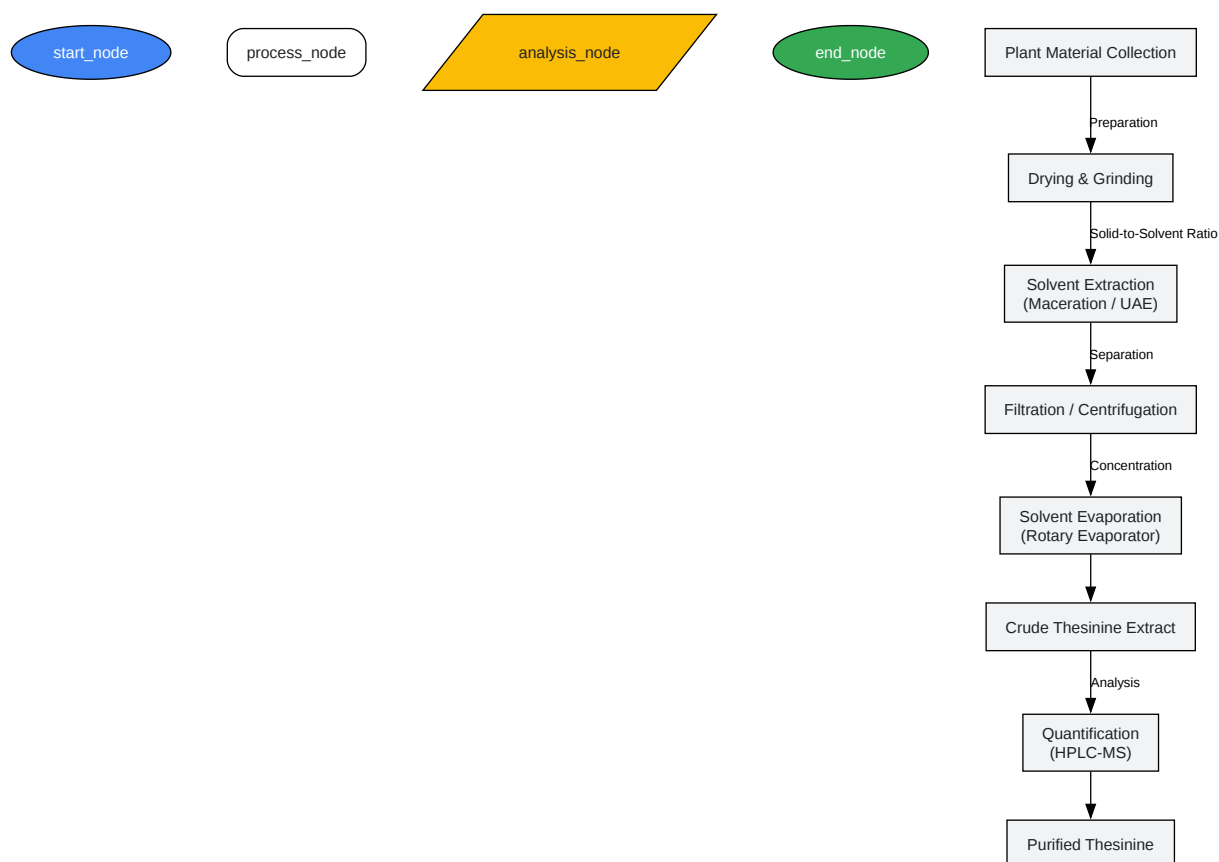 start_node
process_node
analysis_node
end_node
Plant Material Collection
Preparation
Drying & Grinding
Solid-to-Solvent Ratio
Solvent Extraction
(Maceration / UAE)
Separation
Filtration / Centrifugation
Concentration
Solvent Evaporation
(Rotary Evaporator)
Crude Thesinine Extract
Analysis
Quantification
(HPLC-MS)
Purified Thesinine